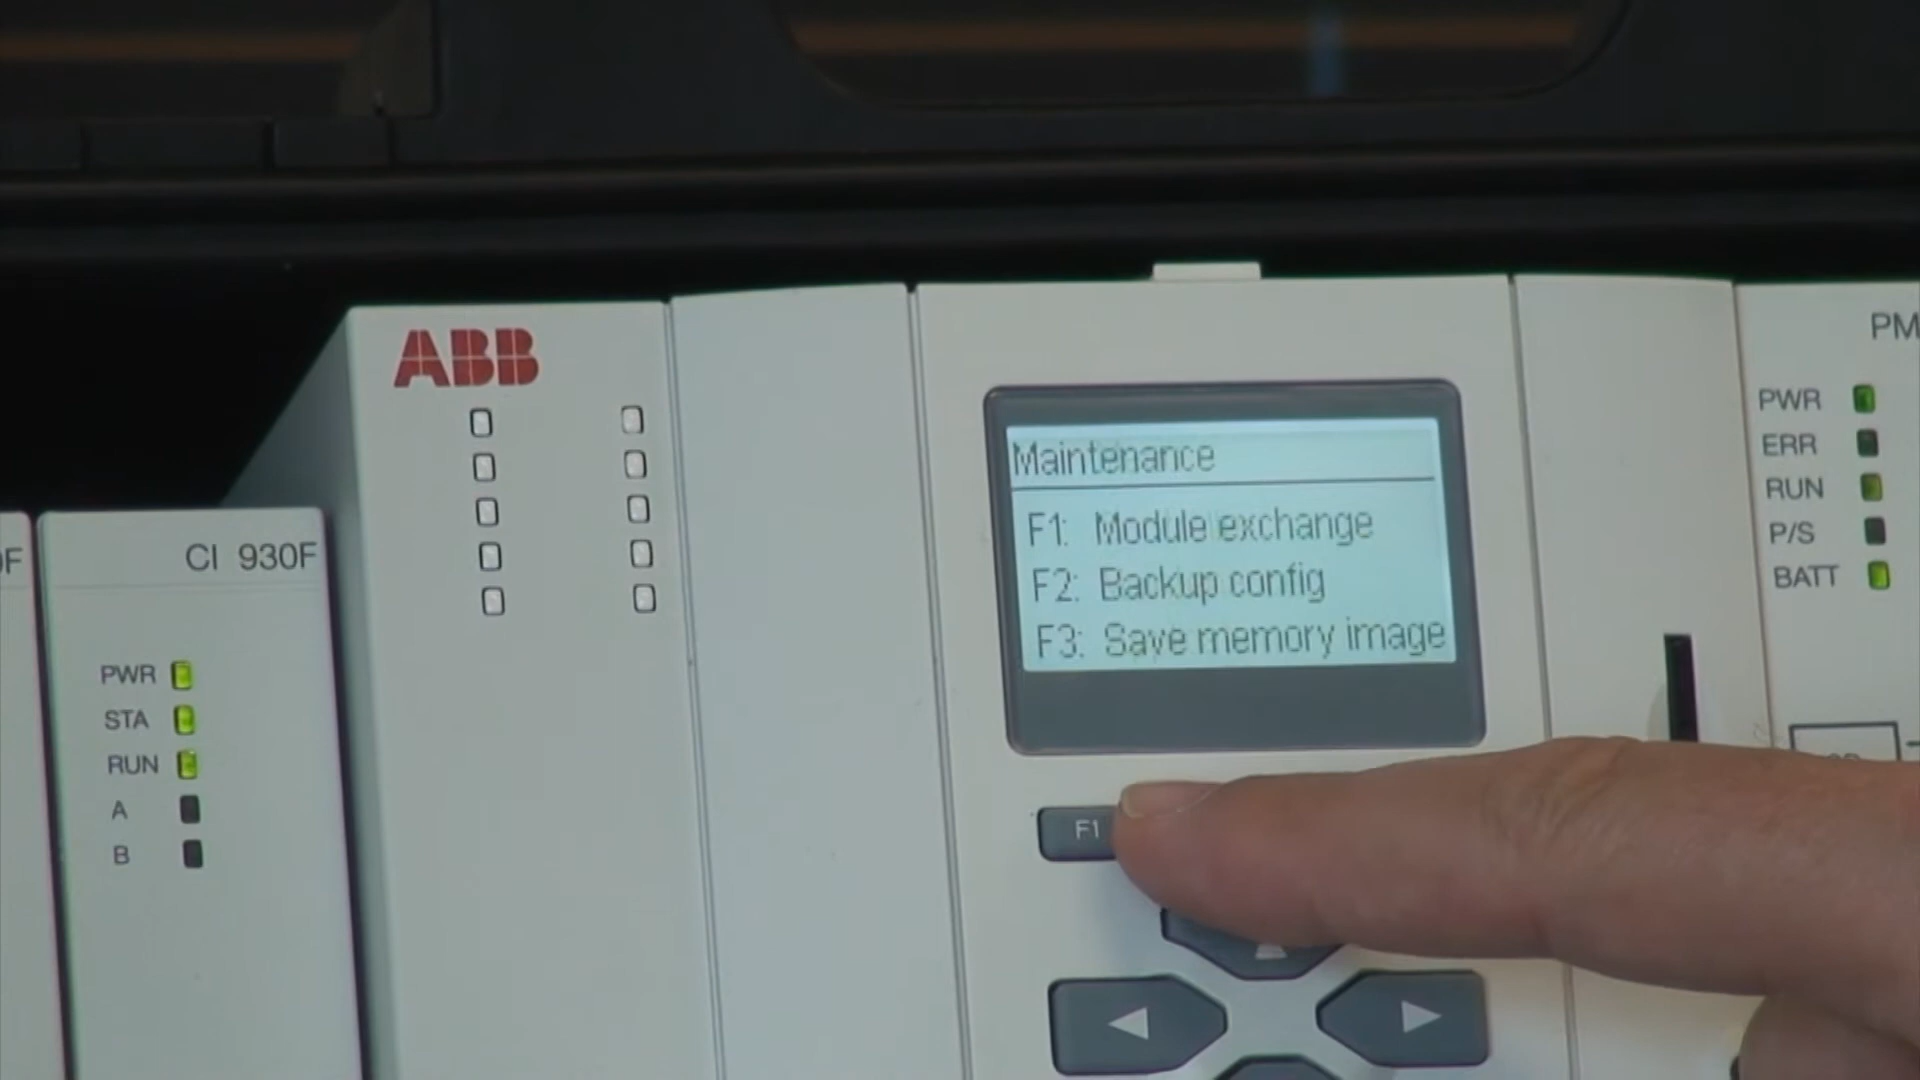 ABB
CI 930F
PWR
STA
RUN
A
B
Maintenance
F1: Module exchange
F2: Backup config
F3: Save memory image
F1
PM
PWR
ERR
RUN
P/S
BATT